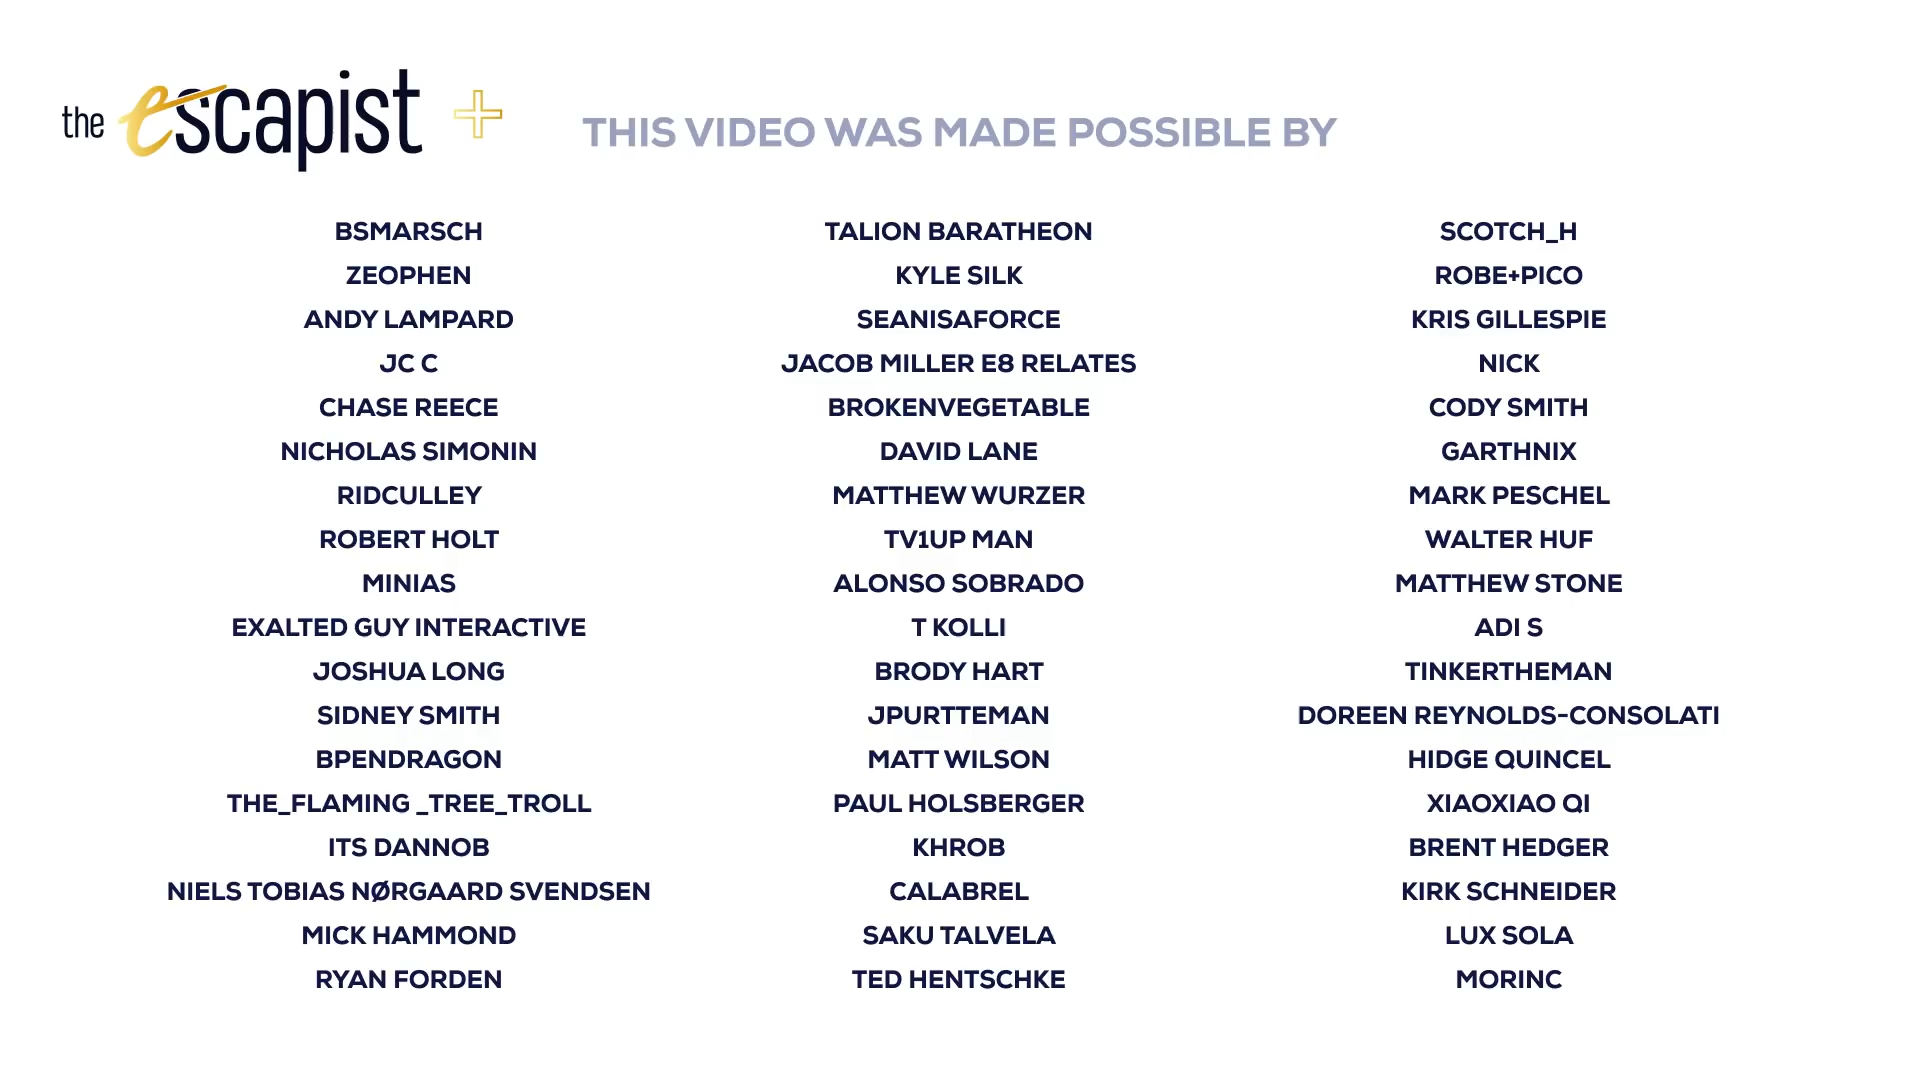 the escapist +
THIS VIDEO WAS MADE POSSIBLE BY
BSMARSCH
ZEOPHEN
ANDY LAMPARD
JC C
CHASE REECE
NICHOLAS SIMONIN
RIDCULLEY
ROBERT HOLT
MINIAS
EXALTED GUY INTERACTIVE
JOSHUA LONG
SIDNEY SMITH
BPENDRAGON
THE_FLAMING _TREE_TROLL
ITS DANNOB
NIELS TOBIAS NØRGAARD SVENDSEN
MICK HAMMOND
RYAN FORDEN
TALION BARATHEON
KYLE SILK
SEANISAFORCE
JACOB MILLER E8 RELATES
BROKENVEGETABLE
DAVID LANE
MATTHEW WURZER
TV1UP MAN
ALONSO SOBRADO
T KOLLI
BRODY HART
JPURTTEMAN
MATT WILSON
PAUL HOLSBERGER
KHROB
CALABREL
SAKU TALVELA
TED HENTSCHKE
SCOTCH_H
ROBE+PICO
KRIS GILLESPIE
NICK
CODY SMITH
GARTHNIX
MARK PESCHEL
WALTER HUF
MATTHEW STONE
ADI S
TINKERTHEMAN
DOREEN REYNOLDS-CONSOLATI
HIDGE QUINCEL
XIAOXIAO QI
BRENT HEDGER
KIRK SCHNEIDER
LUX SOLA
MORINC